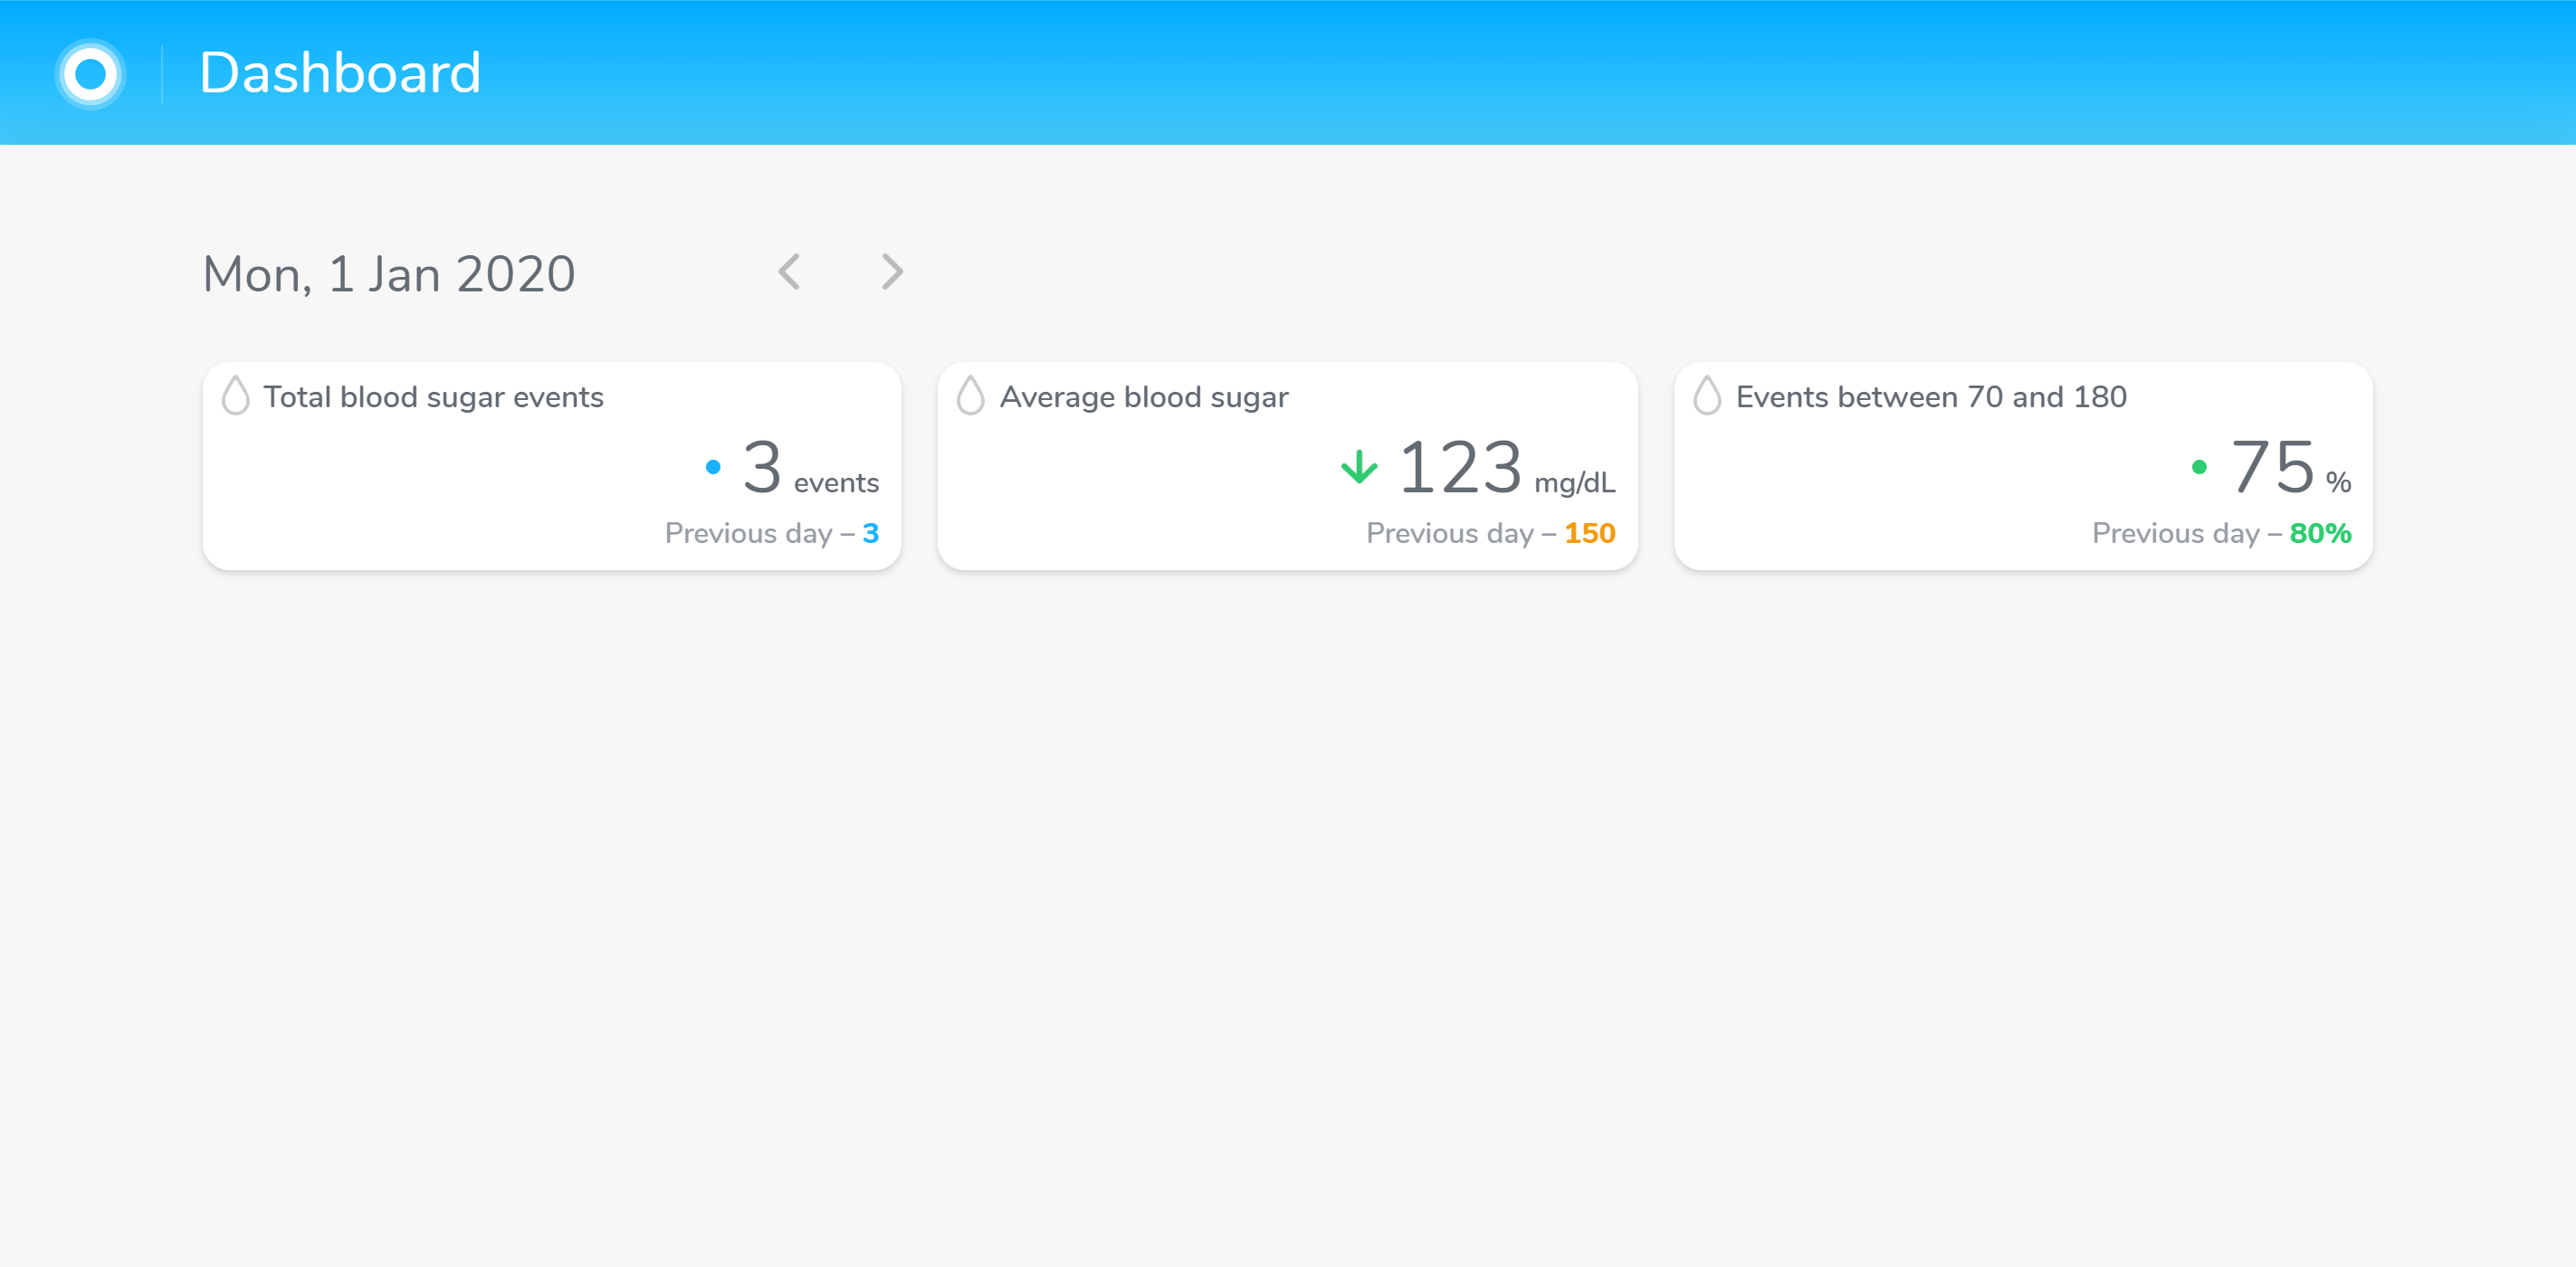 Dashboard
Mon, 1 Jan 2020
Total blood sugar events
3 events
Previous day – 3
Average blood sugar
123 mg/dL
Previous day – 150
Events between 70 and 180
75 %
Previous day – 80%